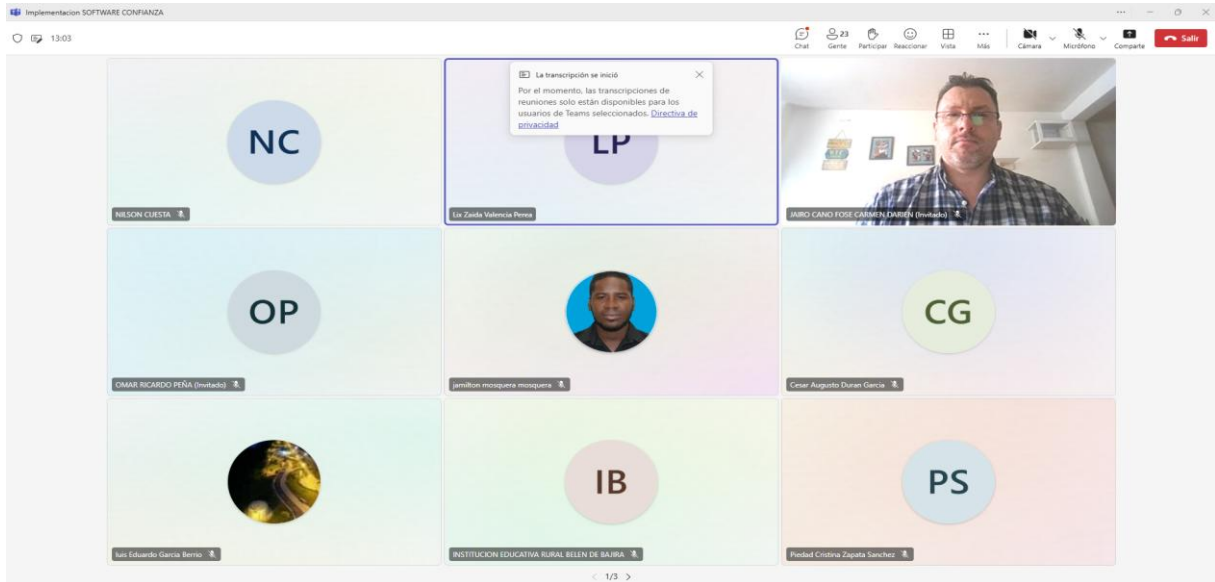 Implementacion SOFTWARE CONFIANZA
13:03
Chat
23
Gente
Participar
Reaccionar
Vista
Más
Cámara
Micrófono
Comparte
Salir
La transcripción se inició
Por el momento, las transcripciones de
reuniones solo están disponibles para los
usuarios de Teams seleccionados. Directiva de
privacidad
NC
NILSON CUESTA
LP
Lix Zaida Valencia Perea
JAIRO CANO FOSE CARMEN DARIEN (Invitado)
OP
OMAR RICARDO PEÑA (Invitado)
jamilton mosquera mosquera
CG
Cesar Augusto Duran Garcia
luis Eduardo Garcia Berrio
IB
INSTITUCION EDUCATIVA RURAL BELEN DE BAJIRA
PS
Piedad Cristina Zapata Sanchez
1/3